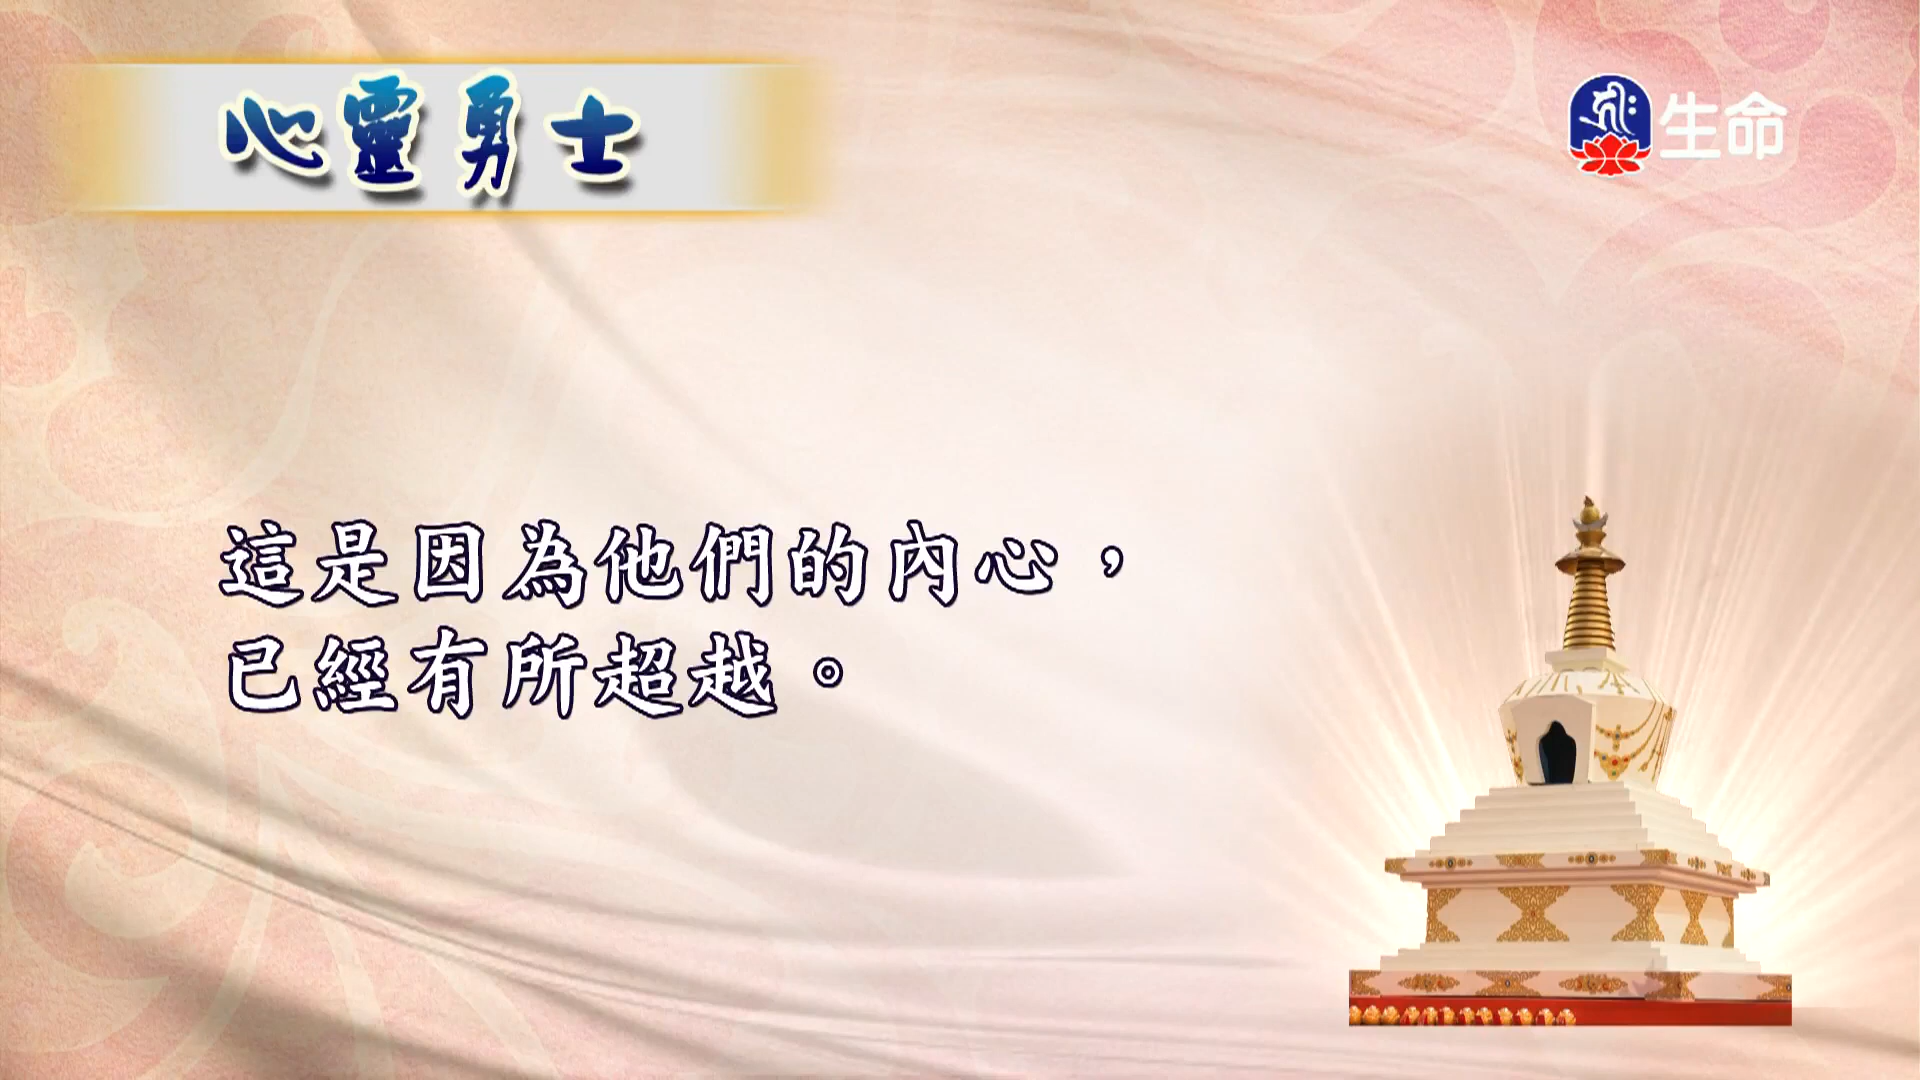 心靈勇士
生命
這是因為他們的內心，
已經有所超越。